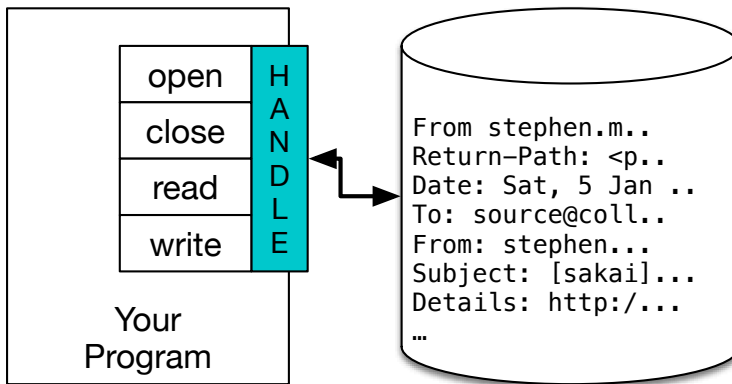 open
close
read
write
HANDLE
Your
Program
From stephen.m..
Return-Path: <p..
Date: Sat, 5 Jan ..
To: source@coll..
From: stephen...
Subject: [sakai]...
Details: http:/...
…